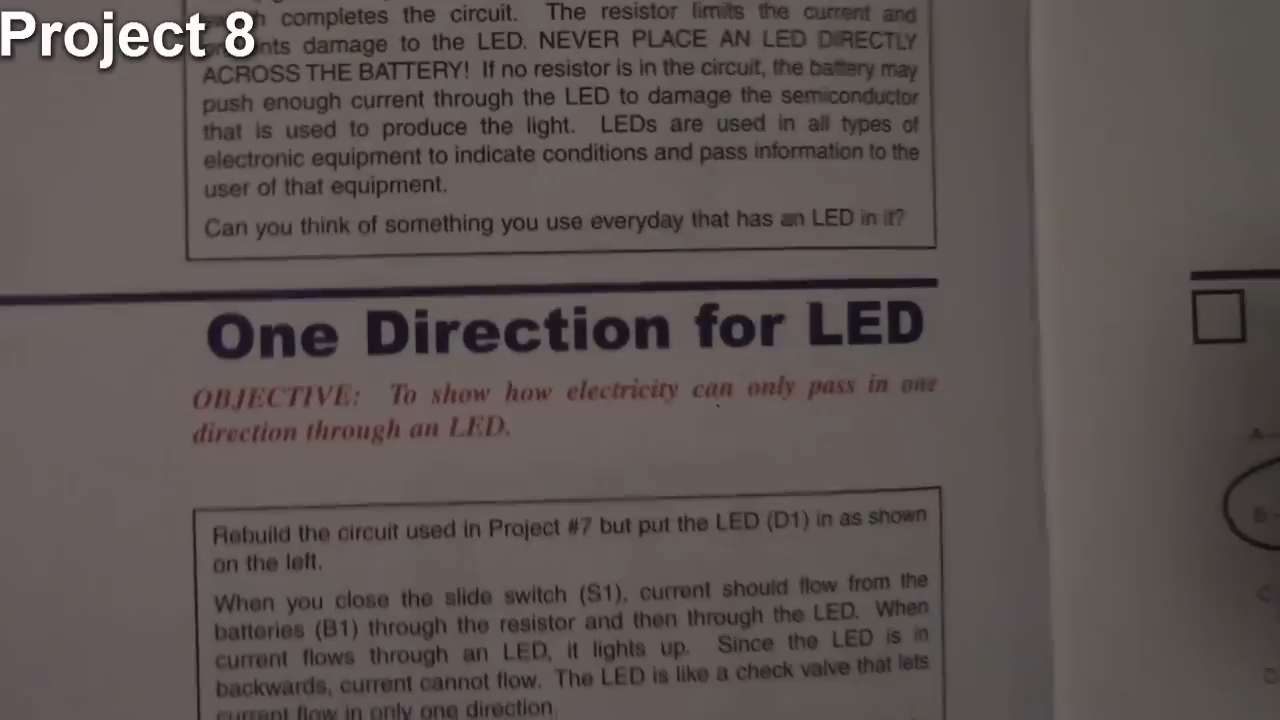 Project 8
completes the circuit. The resistor limits the current and
damage to the LED. NEVER PLACE AN LED DIRECTLY
ACROSS THE BATTERY! If no resistor is in the circuit, the battery may
push enough current through the LED to damage the semiconductor
that is used to produce the light. LEDs are used in all types of
electronic equipment to indicate conditions and pass information to the
user of that equipment.
Can you think of something you use everyday that has an LED in it?
One Direction for LED
OBJECTIVE: To show how electricity can only pass in one
direction through an LED.
Rebuild the circuit used in Project #7 but put the LED (D1) in as shown
on the left.
When you close the slide switch (S1), current should flow from the
batteries (B1) through the resistor and then through the LED. When
current flows through an LED, it lights up. Since the LED is in
backwards, current cannot flow. The LED is like a check valve that lets
current flow in only one direction.
A
B
C
D